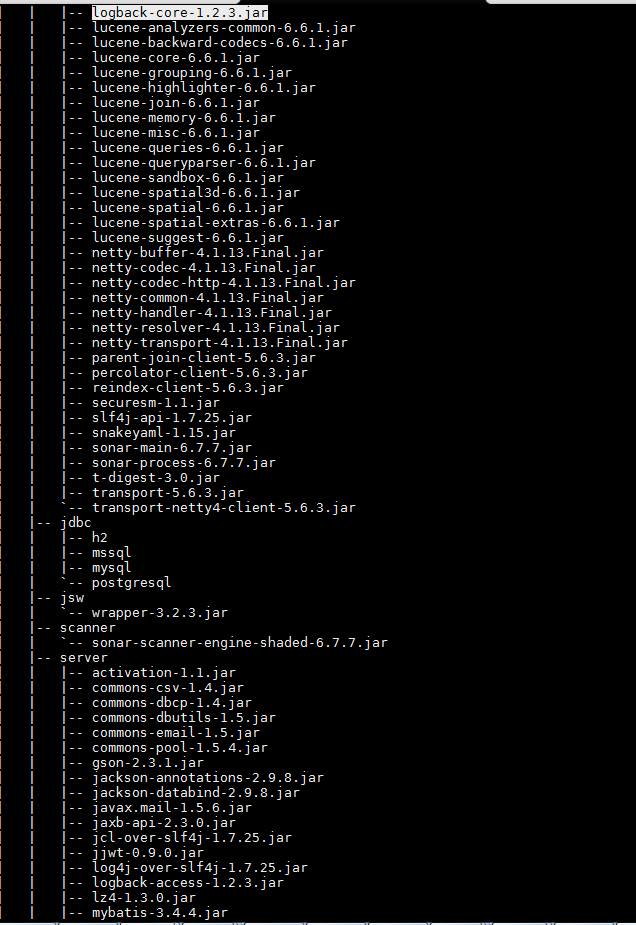 |   |   |-- logback-core-1.2.3.jar
|   |   |-- lucene-analyzers-common-6.6.1.jar
|   |   |-- lucene-backward-codecs-6.6.1.jar
|   |   |-- lucene-core-6.6.1.jar
|   |   |-- lucene-grouping-6.6.1.jar
|   |   |-- lucene-highlighter-6.6.1.jar
|   |   |-- lucene-join-6.6.1.jar
|   |   |-- lucene-memory-6.6.1.jar
|   |   |-- lucene-misc-6.6.1.jar
|   |   |-- lucene-queries-6.6.1.jar
|   |   |-- lucene-queryparser-6.6.1.jar
|   |   |-- lucene-sandbox-6.6.1.jar
|   |   |-- lucene-spatial3d-6.6.1.jar
|   |   |-- lucene-spatial-6.6.1.jar
|   |   |-- lucene-spatial-extras-6.6.1.jar
|   |   |-- lucene-suggest-6.6.1.jar
|   |   |-- netty-buffer-4.1.13.Final.jar
|   |   |-- netty-codec-4.1.13.Final.jar
|   |   |-- netty-codec-http-4.1.13.Final.jar
|   |   |-- netty-common-4.1.13.Final.jar
|   |   |-- netty-handler-4.1.13.Final.jar
|   |   |-- netty-resolver-4.1.13.Final.jar
|   |   |-- netty-transport-4.1.13.Final.jar
|   |   |-- parent-join-client-5.6.3.jar
|   |   |-- percolator-client-5.6.3.jar
|   |   |-- reindex-client-5.6.3.jar
|   |   |-- securesm-1.1.jar
|   |   |-- slf4j-api-1.7.25.jar
|   |   |-- snakeyaml-1.15.jar
|   |   |-- sonar-main-6.7.7.jar
|   |   |-- sonar-process-6.7.7.jar
|   |   |-- t-digest-3.0.jar
|   |   |-- transport-5.6.3.jar
|   |   `-- transport-netty4-client-5.6.3.jar
|   |-- jdbc
|   |   |-- h2
|   |   |-- mssql
|   |   |-- mysql
|   |   `-- postgresql
|   |-- jsw
|   |   `-- wrapper-3.2.3.jar
|   |-- scanner
|   |   `-- sonar-scanner-engine-shaded-6.7.7.jar
|   |-- server
|   |   |-- activation-1.1.jar
|   |   |-- commons-csv-1.4.jar
|   |   |-- commons-dbcp-1.4.jar
|   |   |-- commons-dbutils-1.5.jar
|   |   |-- commons-email-1.5.jar
|   |   |-- commons-pool-1.5.4.jar
|   |   |-- gson-2.3.1.jar
|   |   |-- jackson-annotations-2.9.8.jar
|   |   |-- jackson-databind-2.9.8.jar
|   |   |-- javax.mail-1.5.6.jar
|   |   |-- jaxb-api-2.3.0.jar
|   |   |-- jcl-over-slf4j-1.7.25.jar
|   |   |-- jjwt-0.9.0.jar
|   |   |-- log4j-over-slf4j-1.7.25.jar
|   |   |-- logback-access-1.2.3.jar
|   |   |-- lz4-1.3.0.jar
|   |   |-- mybatis-3.4.4.jar